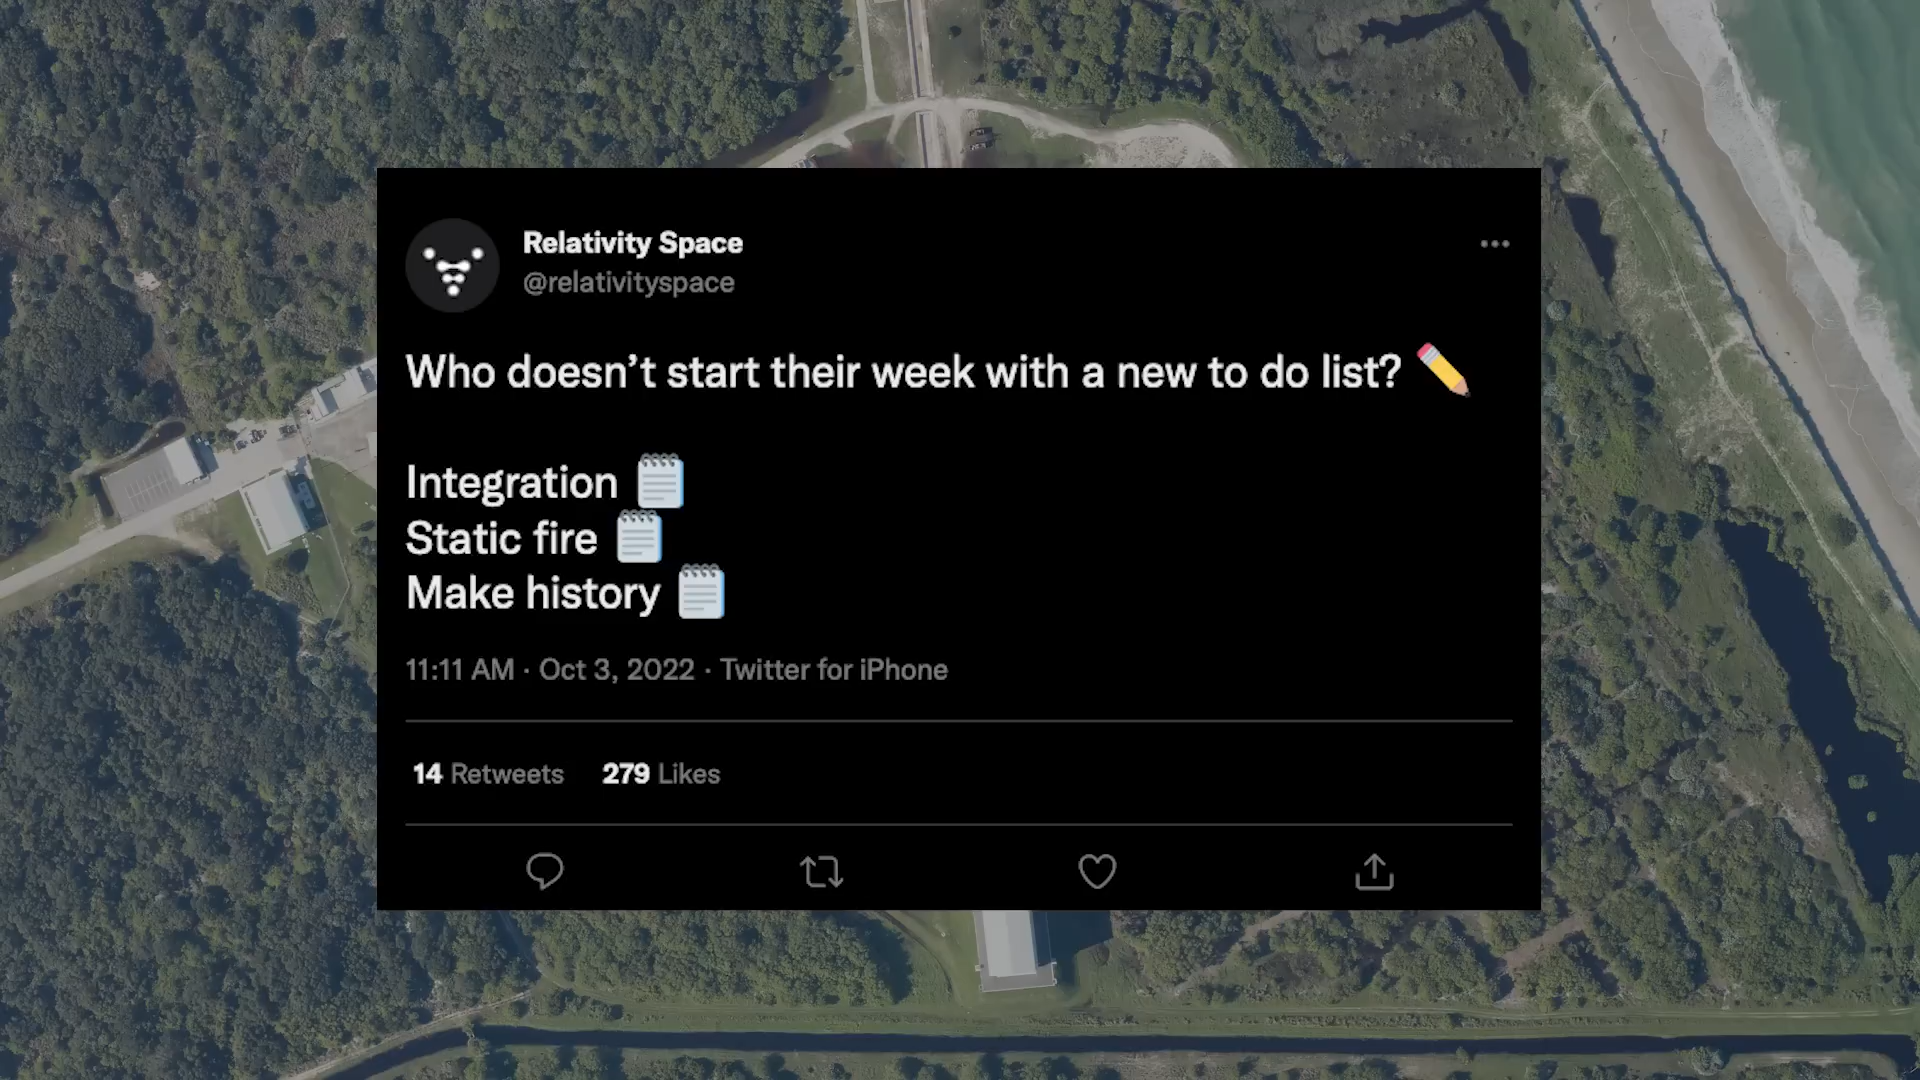 Relativity Space
@relativityspace
Who doesn’t start their week with a new to do list? ✏️
Integration 🗒️
Static fire 🗒️
Make history 🗒️
11:11 AM · Oct 3, 2022 · Twitter for iPhone
14 Retweets 279 Likes